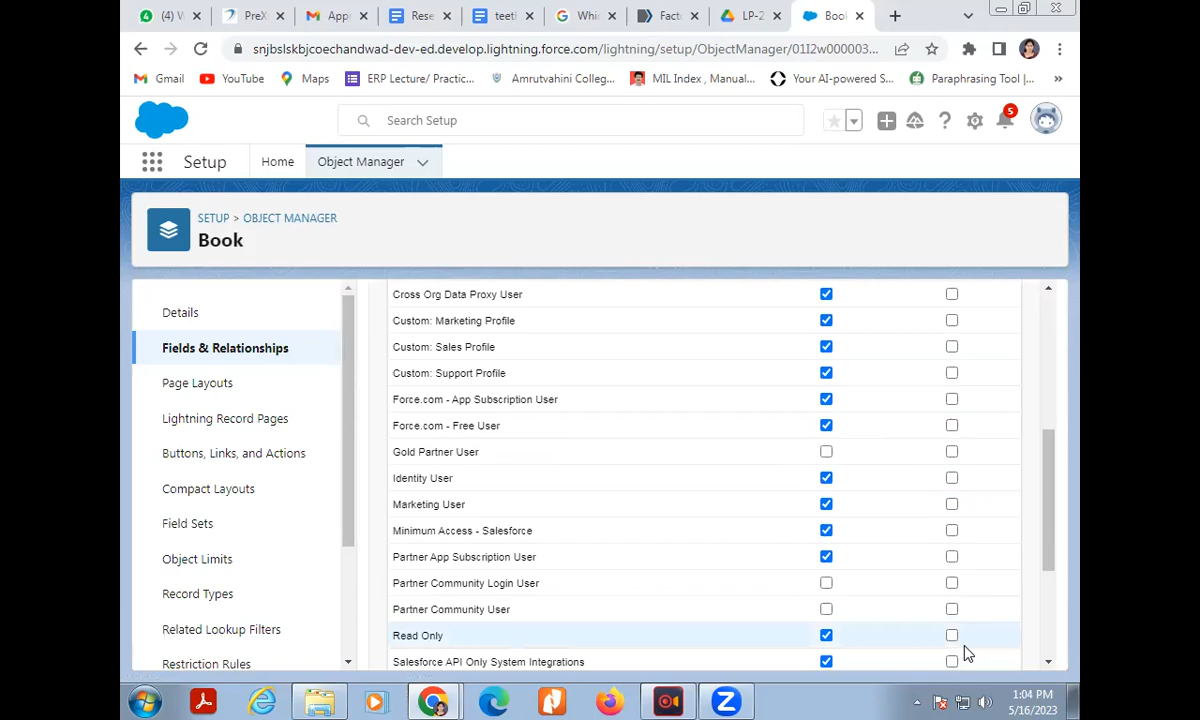 4 (4) V
PreX
Appl
Rese
teetl
Whi
Fact
LP-2
Boo
snjbslskbjcoechandwad-dev-ed.develop.lightning.force.com/lightning/setup/ObjectManager/01I2w000003...
Gmail
YouTube
Maps
ERP Lecture/ Practic...
Amrutvahini Colleg...
MIL Index , Manual...
Your AI-powered S...
Paraphrasing Tool |...
»
Search Setup
5
Setup
Home
Object Manager
SETUP > OBJECT MANAGER
Book
Details
Fields & Relationships
Page Layouts
Lightning Record Pages
Buttons, Links, and Actions
Compact Layouts
Field Sets
Object Limits
Record Types
Related Lookup Filters
Restriction Rules
Cross Org Data Proxy User
Custom: Marketing Profile
Custom: Sales Profile
Custom: Support Profile
Force.com - App Subscription User
Force.com - Free User
Gold Partner User
Identity User
Marketing User
Minimum Access - Salesforce
Partner App Subscription User
Partner Community Login User
Partner Community User
Read Only
Salesforce API Only System Integrations
1:04 PM
5/16/2023